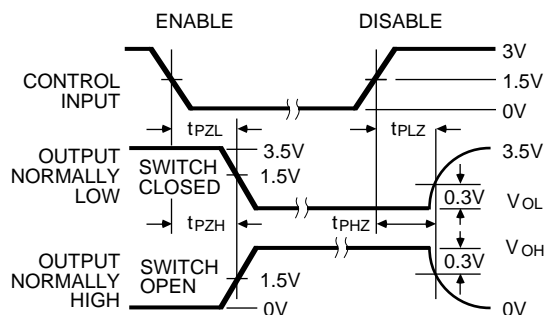 ENABLE DISABLE
3V
CONTROL INPUT 1.5V
0V
tPZL tPLZ
3.5V 3.5V
OUTPUT NORMALLY LOW
SWITCH CLOSED
1.5V
0.3V VOL
tPZH tPHZ
VOH
0.3V
OUTPUT NORMALLY HIGH
SWITCH OPEN
1.5V
0V 0V